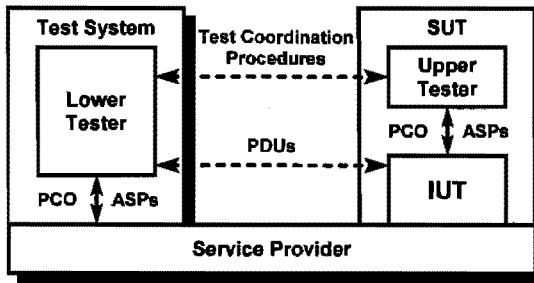 Test System
SUT
Test Coordination
Procedures
Upper
Tester
Lower
Tester
PCO
ASPs
PDUs
IUT
PCO
ASPs
Service Provider